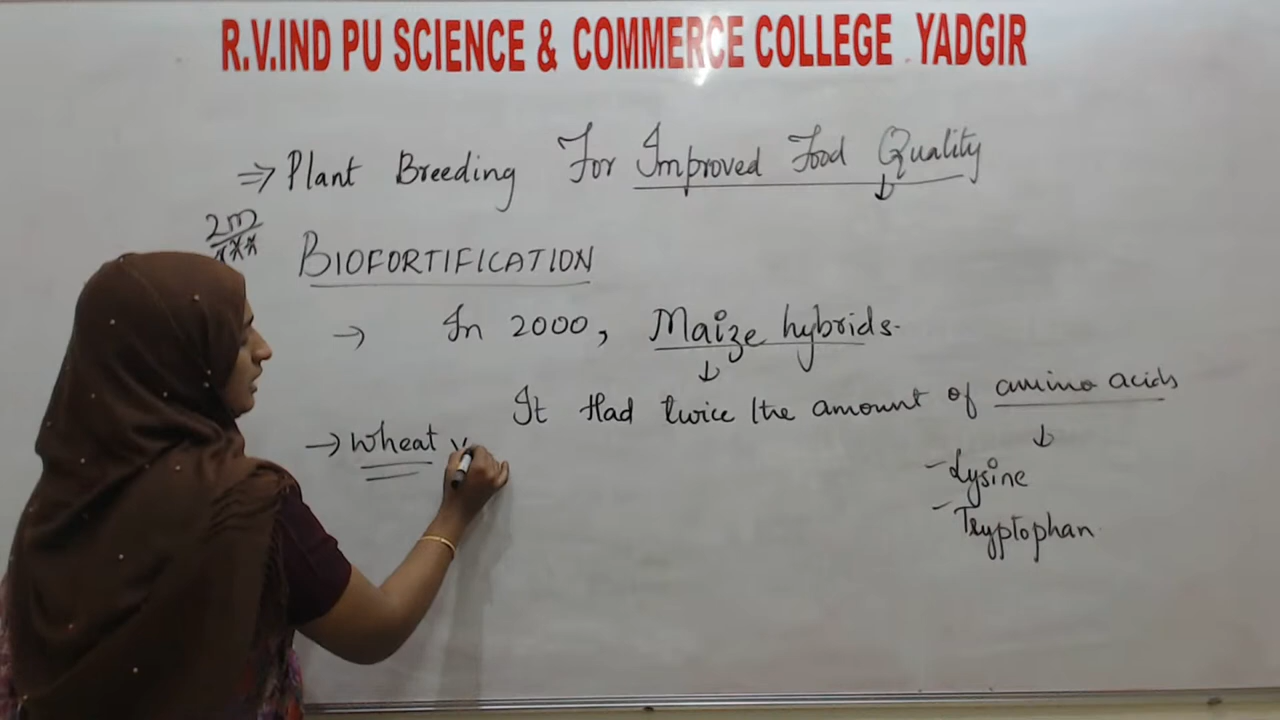 R.V.IND PU SCIENCE & COMMERCE COLLEGE YADGIR
⇒ Plant Breeding For Improved Food Quality
↓
2m
***
BIOFORTIFICATION
→ In 2000, Maize hybrids.
↓
It Had twice the amount of amino acids
↓
→ Wheat v
- Lysine
- Tryptophan